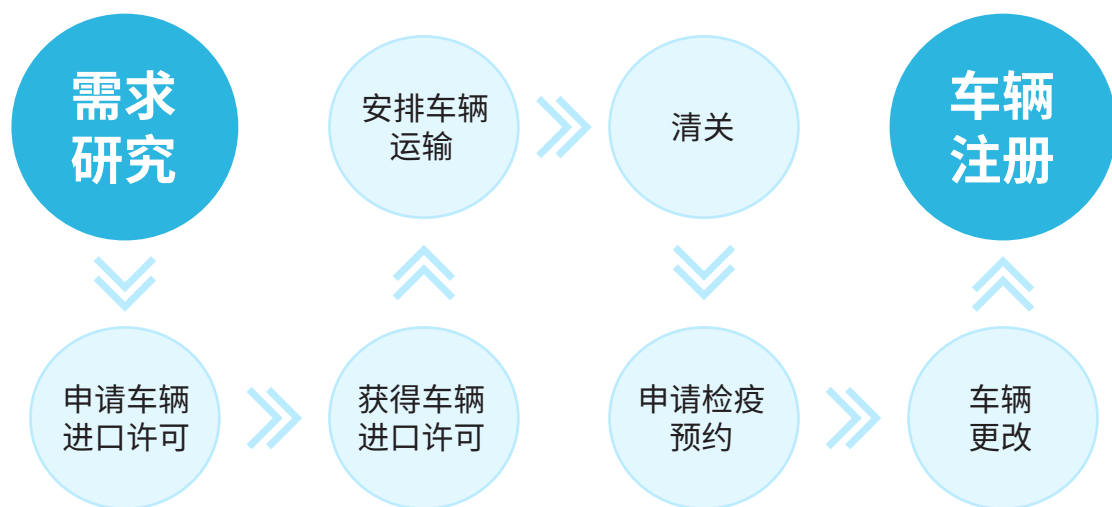 需求
研究
申请车辆
进口许可
获得车辆
进口许可
安排车辆
运输
清关
申请检疫
预约
车辆
更改
车辆
注册